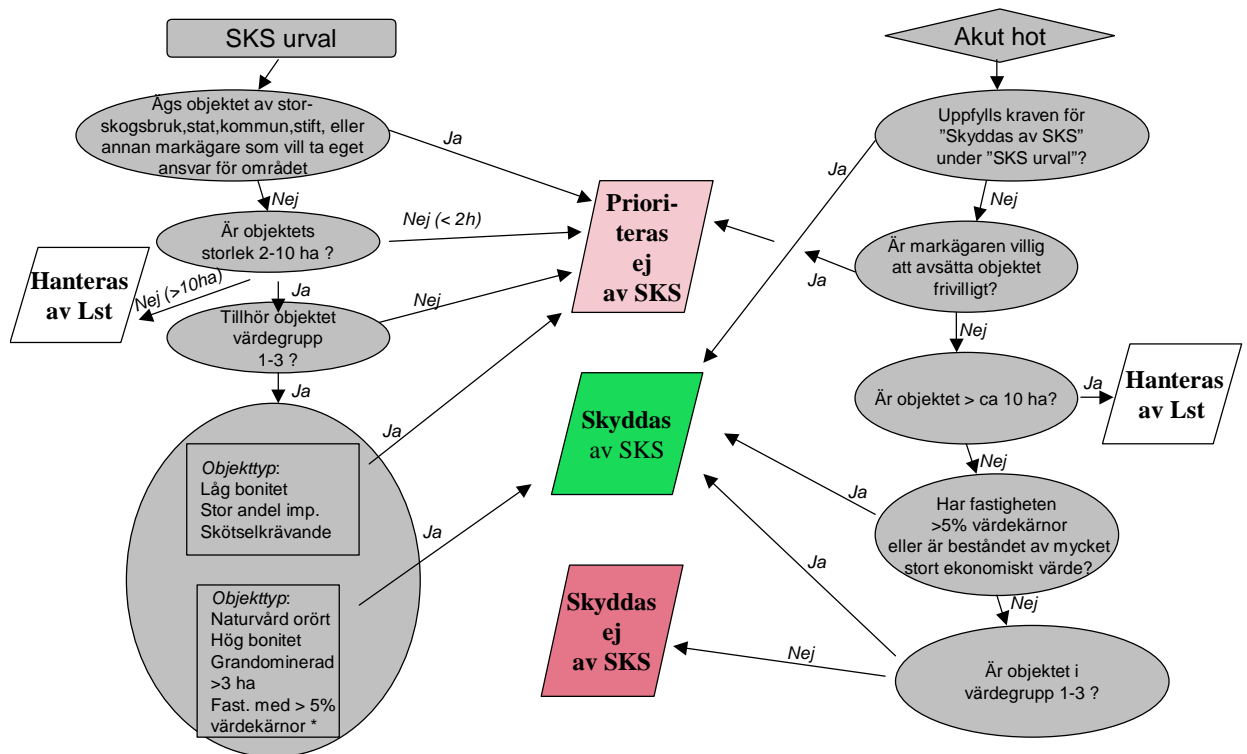 SKS urval
Ägs objektet av stor-
skogsbruk,stat,kommun,stift, eller
annan markägare som vill ta eget
ansvar för området
Ja
Nej
Är objektets
storlek 2-10 ha ?
Nej (< 2h)
Nej (>10ha)
Hanteras
av Lst
Ja
Tillhör objektet
värdegrupp
1-3 ?
Nej
Ja
Objekttyp:
Låg bonitet
Stor andel imp.
Skötselkrävande
Ja
Objekttyp:
Naturvård orört
Hög bonitet
Grandominerad
>3 ha
Fast. med > 5%
värdekärnor *
Ja
Priori-
teras
ej
av SKS
Skyddas
av SKS
Skyddas
ej
av SKS
Akut hot
Uppfylls kraven för
”Skyddas av SKS”
under ”SKS urval”?
Ja
Nej
Är markägaren villig
att avsätta objektet
frivilligt?
Ja
Nej
Är objektet > ca 10 ha?
Ja
Hanteras
av Lst
Nej
Har fastigheten
>5% värdekärnor
eller är beståndet av mycket
stort ekonomiskt värde?
Ja
Nej
Är objektet i
värdegrupp 1-3 ?
Ja
Nej